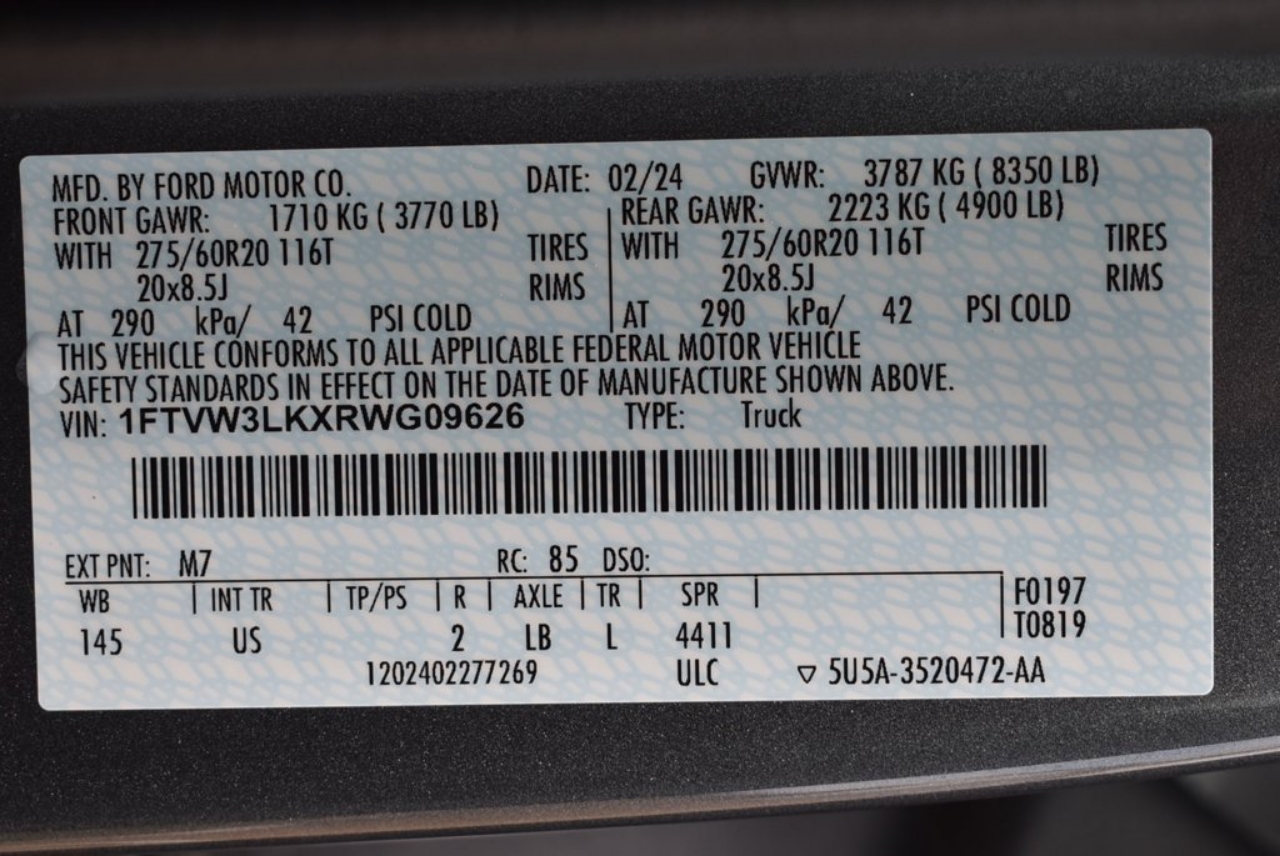 MFD. BY FORD MOTOR CO. DATE: 02/24 GVWR: 3787 KG ( 8350 LB)
FRONT GAWR: 1710 KG ( 3770 LB) REAR GAWR: 2223 KG ( 4900 LB)
WITH 275/60R20 116T TIRES WITH 275/60R20 116T TIRES
20x8.5J RIMS 20x8.5J RIMS
AT 290 kPa/ 42 PSI COLD AT 290 kPa/ 42 PSI COLD
THIS VEHICLE CONFORMS TO ALL APPLICABLE FEDERAL MOTOR VEHICLE
SAFETY STANDARDS IN EFFECT ON THE DATE OF MANUFACTURE SHOWN ABOVE.
VIN: 1FTVW3LKXRWG09626 TYPE: Truck
EXT PNT: M7 RC: 85 DSO:
WB INT TR TP/PS R AXLE TR SPR F0197
145 US 2 LB L 4411 T0819
1202402277269 ULC ▽ 5U5A-3520472-AA